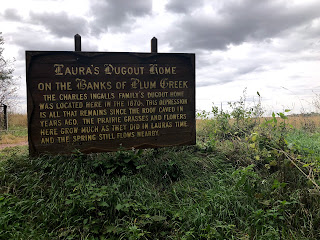 Laura's Dugout Home
on the Banks of Plum Creek
THE CHARLES INGALLS FAMILY'S DUGOUT HOME
WAS LOCATED HERE IN THE 1870'S. THIS DEPRESSION
IS ALL THAT REMAINS SINCE THE ROOF CAVED IN
YEARS AGO. THE PRAIRIE GRASSES AND FLOWERS
HERE GROW MUCH AS THEY DID IN LAURA'S TIME
AND THE SPRING STILL FLOWS NEARBY.